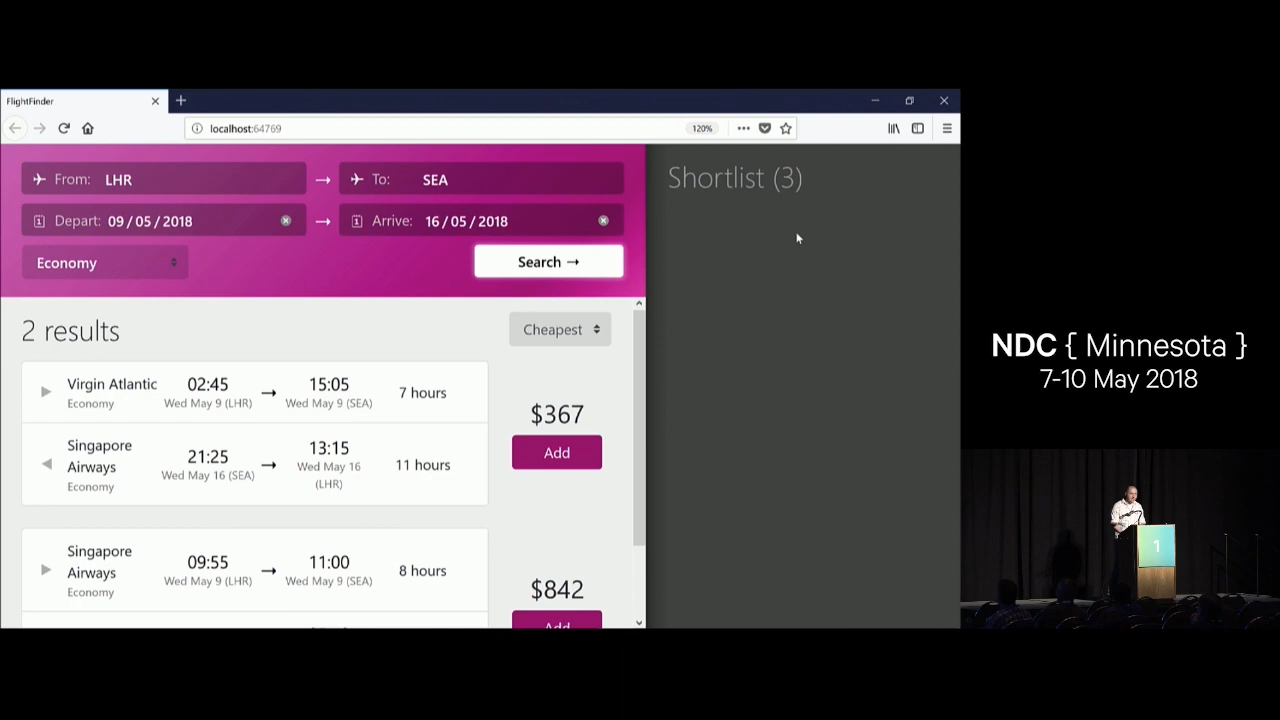 FlightFinder
localhost:64769
120%
From: LHR
To: SEA
Depart: 09 / 05 / 2018
Arrive: 16 / 05 / 2018
Economy
Search →
Shortlist (3)
2 results
Cheapest
Virgin Atlantic
Economy
02:45
Wed May 9 (LHR)
→
15:05
Wed May 9 (SEA)
7 hours
$367
Add
Singapore
Airways
Economy
21:25
Wed May 16 (SEA)
→
13:15
Wed May 16
(LHR)
11 hours
Singapore
Airways
Economy
09:55
Wed May 9 (LHR)
→
11:00
Wed May 9 (SEA)
8 hours
$842
Add
NDC { Minnesota }
7-10 May 2018
1